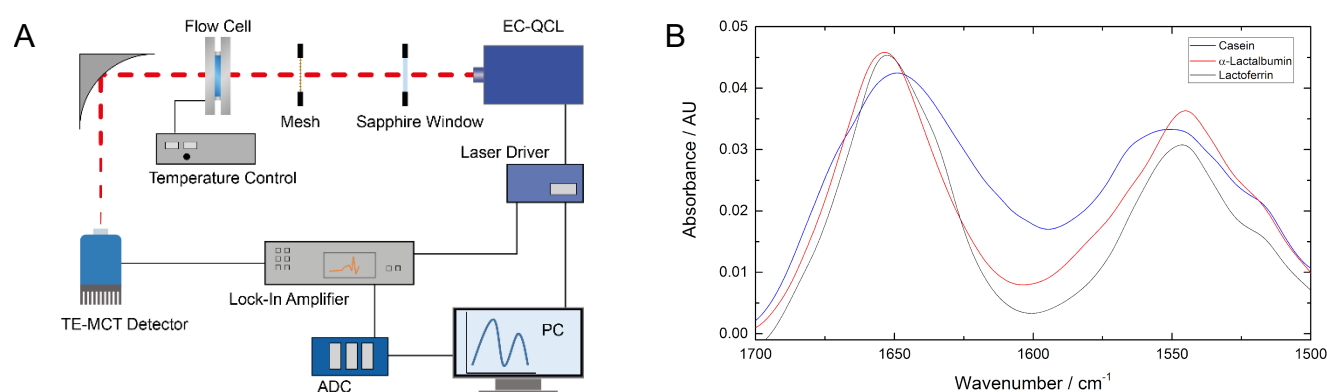 A
Flow Cell
EC-QCL
Mesh
Sapphire Window
Temperature Control
Laser Driver
Lock-In Amplifier
TE-MCT Detector
PC
ADC
B
0.05
0.04
0.03
0.02
0.01
0.00
Absorbance / AU
Casein
α-Lactalbumin
Lactoferrin
1700
1650
1600
1550
1500
Wavenumber / cm⁻¹